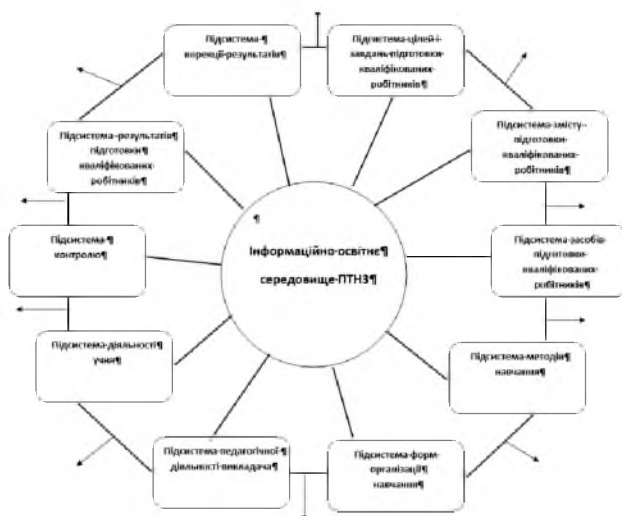 Підсистема·¶
корекції·результатів
Підсистема·цілей·і·
завдань·підготовки·
кваліфікованих·
робітників¶
Підсистема·результатів¶
підготовки
кваліфікованих·
робітників¶
Підсистема·змісту·
підготовки·
кваліфікованих·
робітників¶
¶
Інформаційно-освітнє¶
середовище·ПТНЗ¶
Підсистема·¶
контролю¶
Підсистема·засобів·
підготовки·
кваліфікованих·
робітників¶
Підсистема·діяльності¶
учня¶
Підсистема·методів¶
навчання¶
Підсистема·педагогічної·¶
діяльності·викладача¶
Підсистема·форм·
організації¶
навчання¶